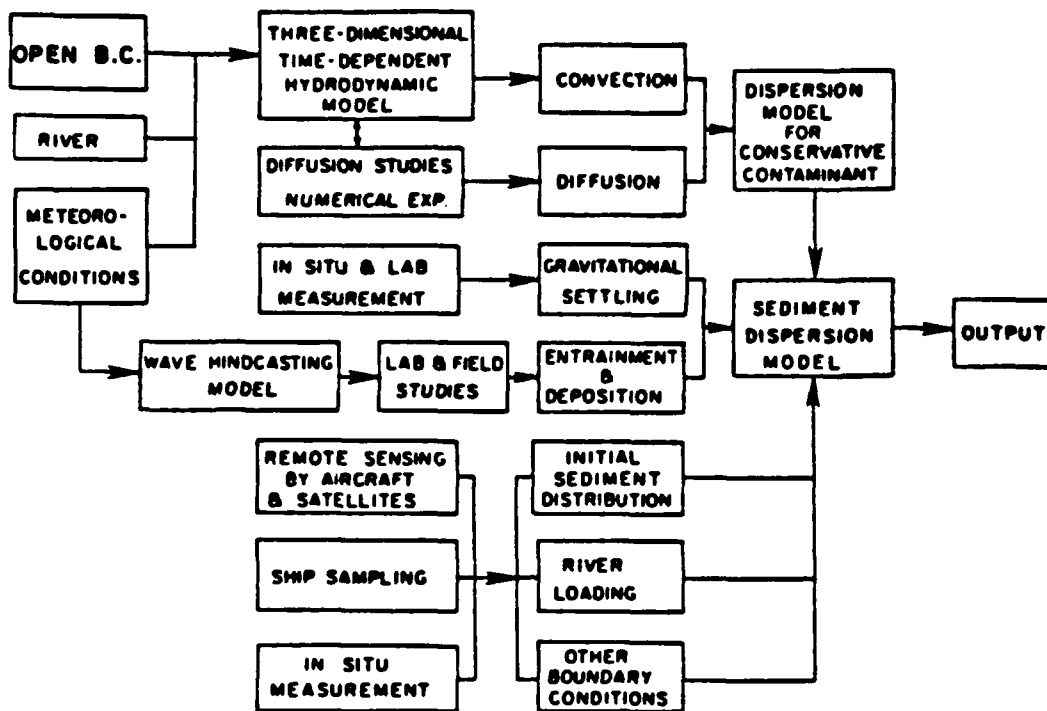 OPEN B.C.
RIVER
METEORO-
LOGICAL
CONDITIONS
THREE-DIMENSIONAL
TIME-DEPENDENT
HYDRODYNAMIC
MODEL
DIFFUSION STUDIES
NUMERICAL EXP.
CONVECTION
DIFFUSION
DISPERSION
MODEL
FOR
CONSERVATIVE
CONTAMINANT
IN SITU & LAB
MEASUREMENT
GRAVITATIONAL
SETTLING
WAVE HINDCASTING
MODEL
LAB & FIELD
STUDIES
ENTRAINMENT
&
DEPOSITION
SEDIMENT
DISPERSION
MODEL
OUTPUT
REMOTE SENSING
BY AIRCRAFT
& SATELLITES
SHIP SAMPLING
IN SITU
MEASUREMENT
INITIAL
SEDIMENT
DISTRIBUTION
RIVER
LOADING
OTHER
BOUNDARY
CONDITIONS